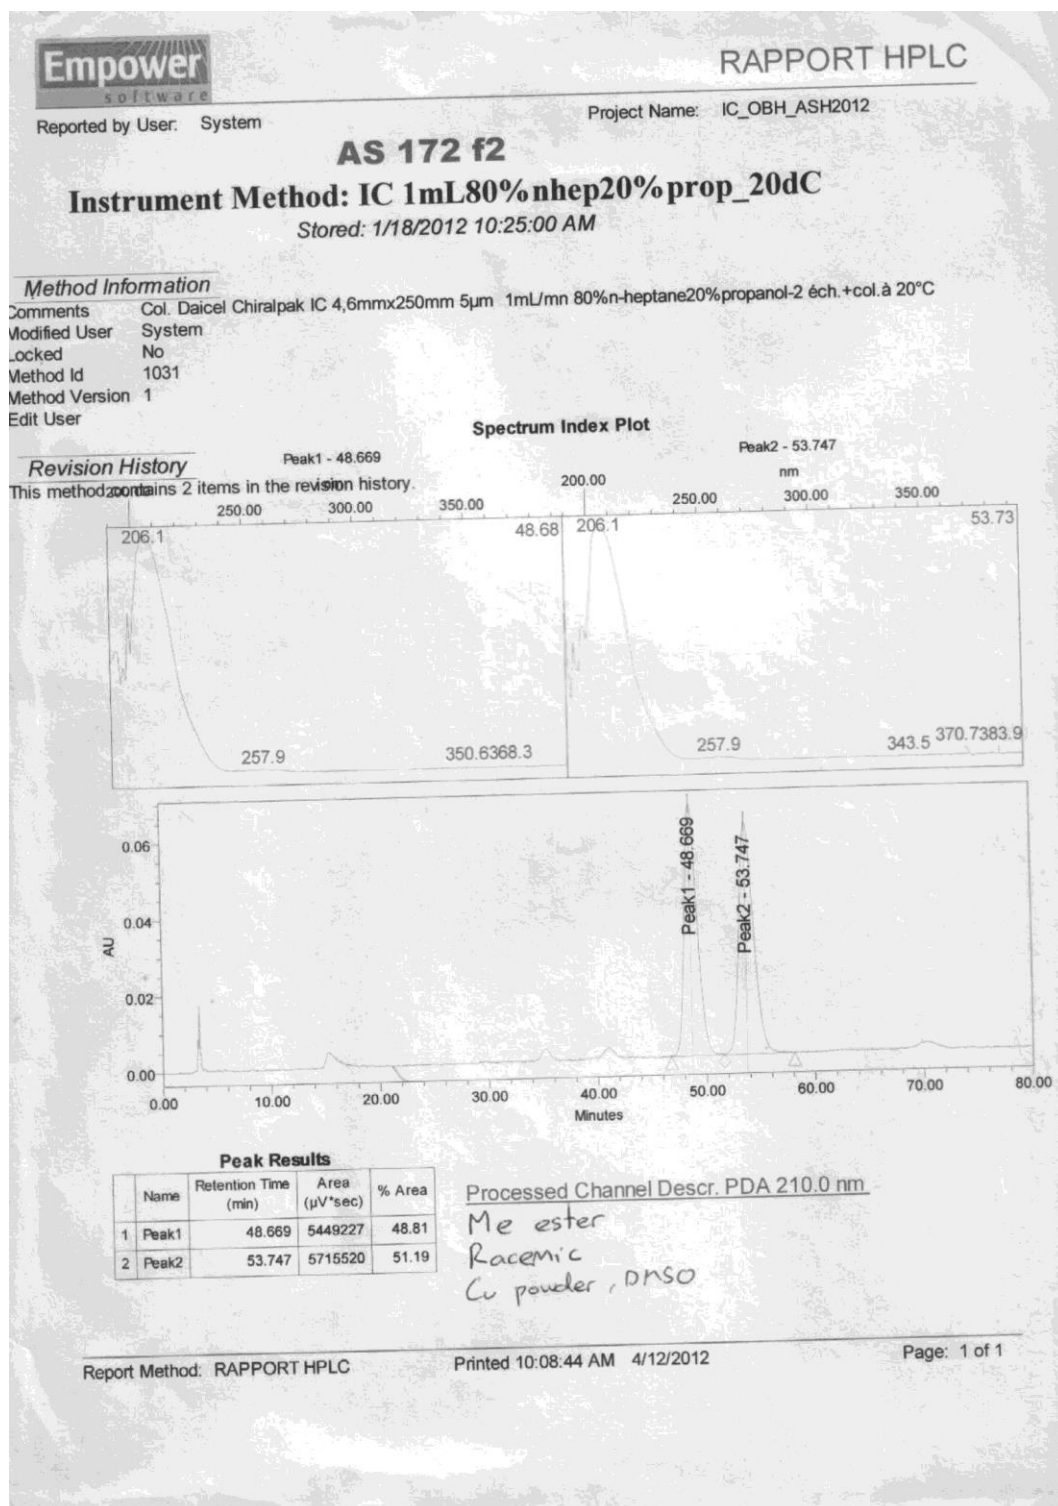 Empower
software
RAPPORT HPLC
Reported by User: System
Project Name: IC_OBH_ASH2012
AS 172 f2
Instrument Method: IC 1mL80%nhep20%prop_20dC
Stored: 1/18/2012 10:25:00 AM
Method Information
Comments Col. Daicel Chiralpak IC 4,6mmx250mm 5µm 1mL/mn 80%n-heptane20%propanol-2 éch.+col.à 20°C
Modified User System
Locked No
Method Id 1031
Method Version 1
Edit User
Spectrum Index Plot
Revision History
Peak1 - 48.669
Peak2 - 53.747
This method contains 2 items in the revision history.
nm
200.00 250.00 300.00 350.00
200.00 250.00 300.00 350.00
206.1 48.68 206.1 53.73
257.9 350.6368.3 257.9 343.5 370.7383.9
AU
0.06
0.04
0.02
0.00
Peak1 - 48.669
Peak2 - 53.747
0.00 10.00 20.00 30.00 40.00 50.00 60.00 70.00 80.00
Minutes
Peak Results
Name Retention Time (min) Area (µV*sec) % Area
1 Peak1 48.669 5449227 48.81
2 Peak2 53.747 5715520 51.19
Processed Channel Descr. PDA 210.0 nm
Me ester
Racemic
Cu powder, DMSO
Report Method: RAPPORT HPLC
Printed 10:08:44 AM 4/12/2012
Page: 1 of 1